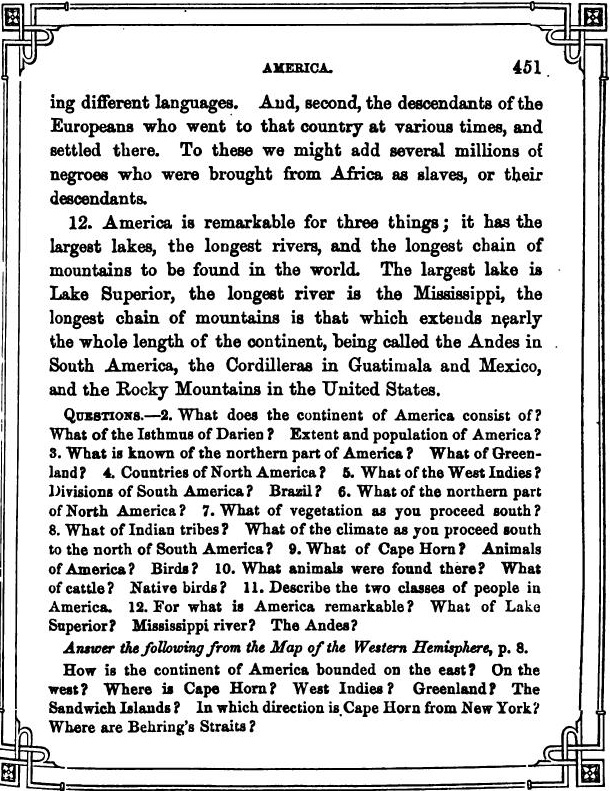 AMERICA. 451
ing different languages. And, second, the descendants of the
Europeans who went to that country at various times, and
settled there. To these we might add several millions of
negroes who were brought from Africa as slaves, or their
descendants.
12. America is remarkable for three things; it has the
largest lakes, the longest rivers, and the longest chain of
mountains to be found in the world. The largest lake is
Lake Superior, the longest river is the Mississippi, the
longest chain of mountains is that which extends nearly
the whole length of the continent, being called the Andes in
South America, the Cordilleras in Guatimala and Mexico,
and the Rocky Mountains in the United States.
QUESTIONS.—2. What does the continent of America consist of?
What of the Isthmus of Darien? Extent and population of America?
3. What is known of the northern part of America? What of Green-
land? 4. Countries of North America? 5. What of the West Indies?
Divisions of South America? Brazil? 6. What of the northern part
of North America? 7. What of vegetation as you proceed south?
8. What of Indian tribes? What of the climate as you proceed south
to the north of South America? 9. What of Cape Horn? Animals
of America? Birds? 10. What animals were found there? What
of cattle? Native birds? 11. Describe the two classes of people in
America. 12. For what is America remarkable? What of Lake
Superior? Mississippi river? The Andes?
Answer the following from the Map of the Western Hemisphere, p. 8.
How is the continent of America bounded on the east? On the
west? Where is Cape Horn? West Indies? Greenland? The
Sandwich Islands? In which direction is Cape Horn from New York?
Where are Behring's Straits?